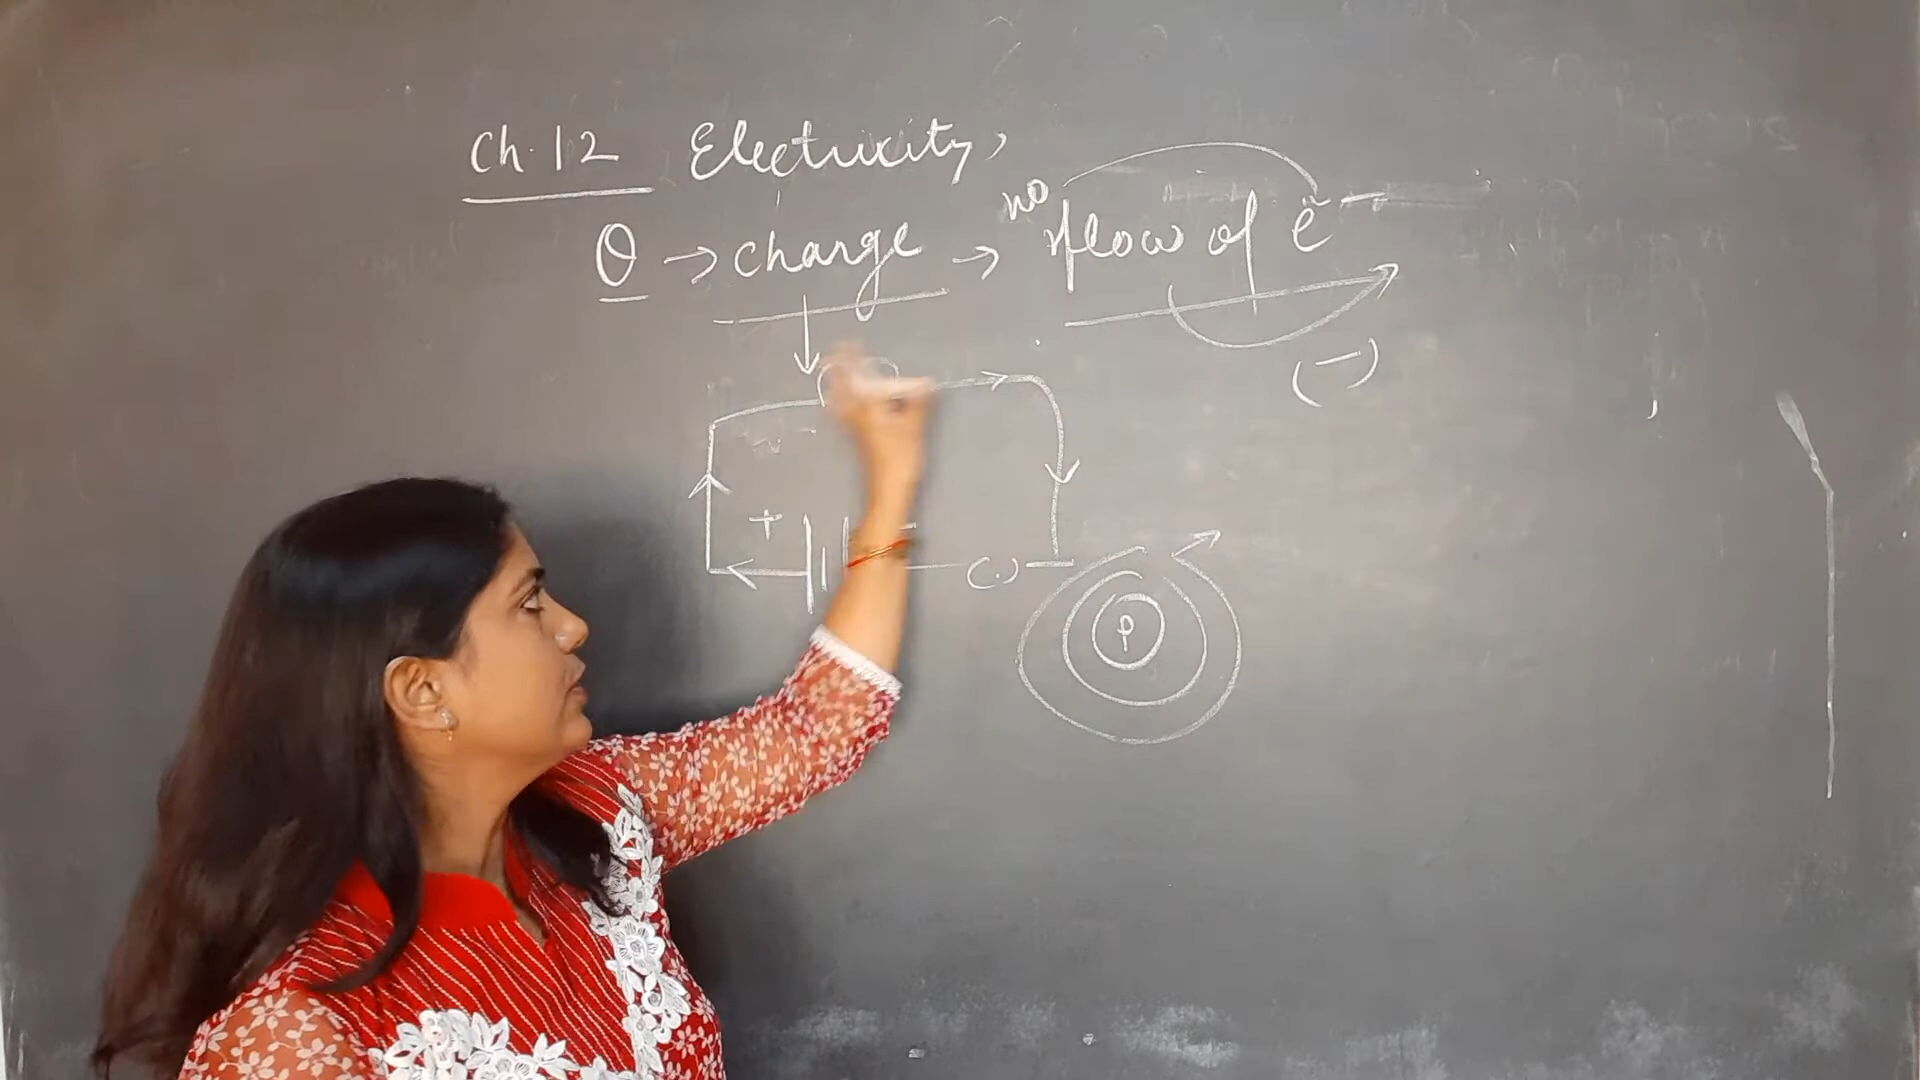 Ch.12 Electricity,
Q → charge → no flow of e⁻
(-)
+ -
(.)
P